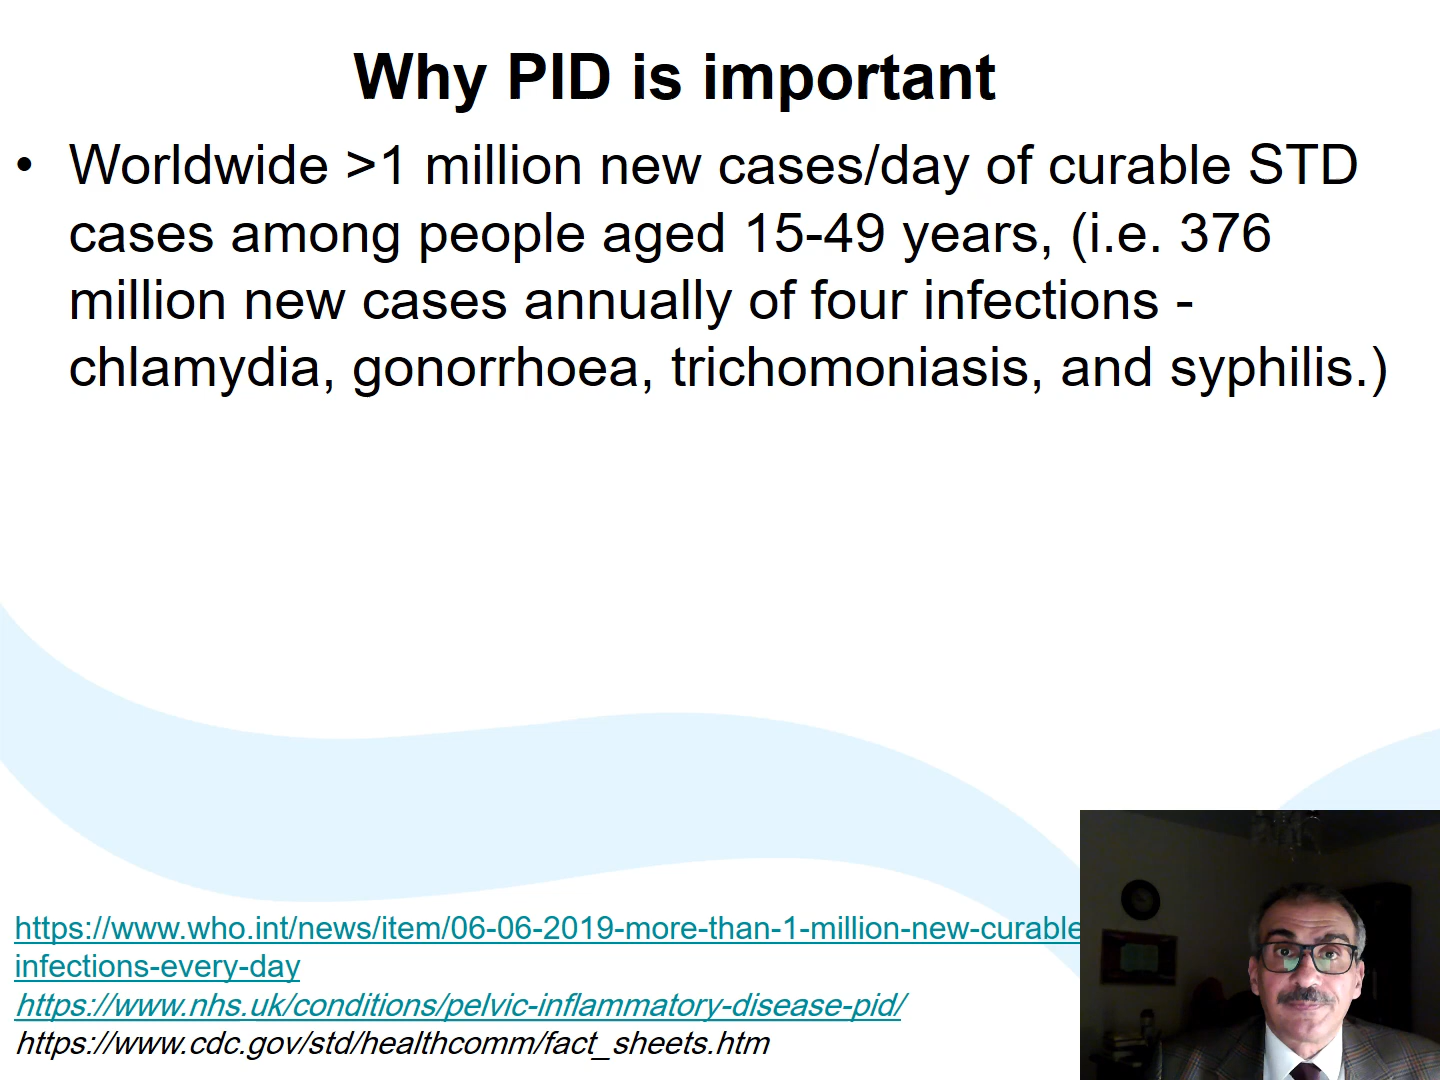 Why PID is important
• Worldwide >1 million new cases/day of curable STD
cases among people aged 15-49 years, (i.e. 376
million new cases annually of four infections -
chlamydia, gonorrhoea, trichomoniasis, and syphilis.)
https://www.who.int/news/item/06-06-2019-more-than-1-million-new-curable
infections-every-day
https://www.nhs.uk/conditions/pelvic-inflammatory-disease-pid/
https://www.cdc.gov/std/healthcomm/fact_sheets.htm